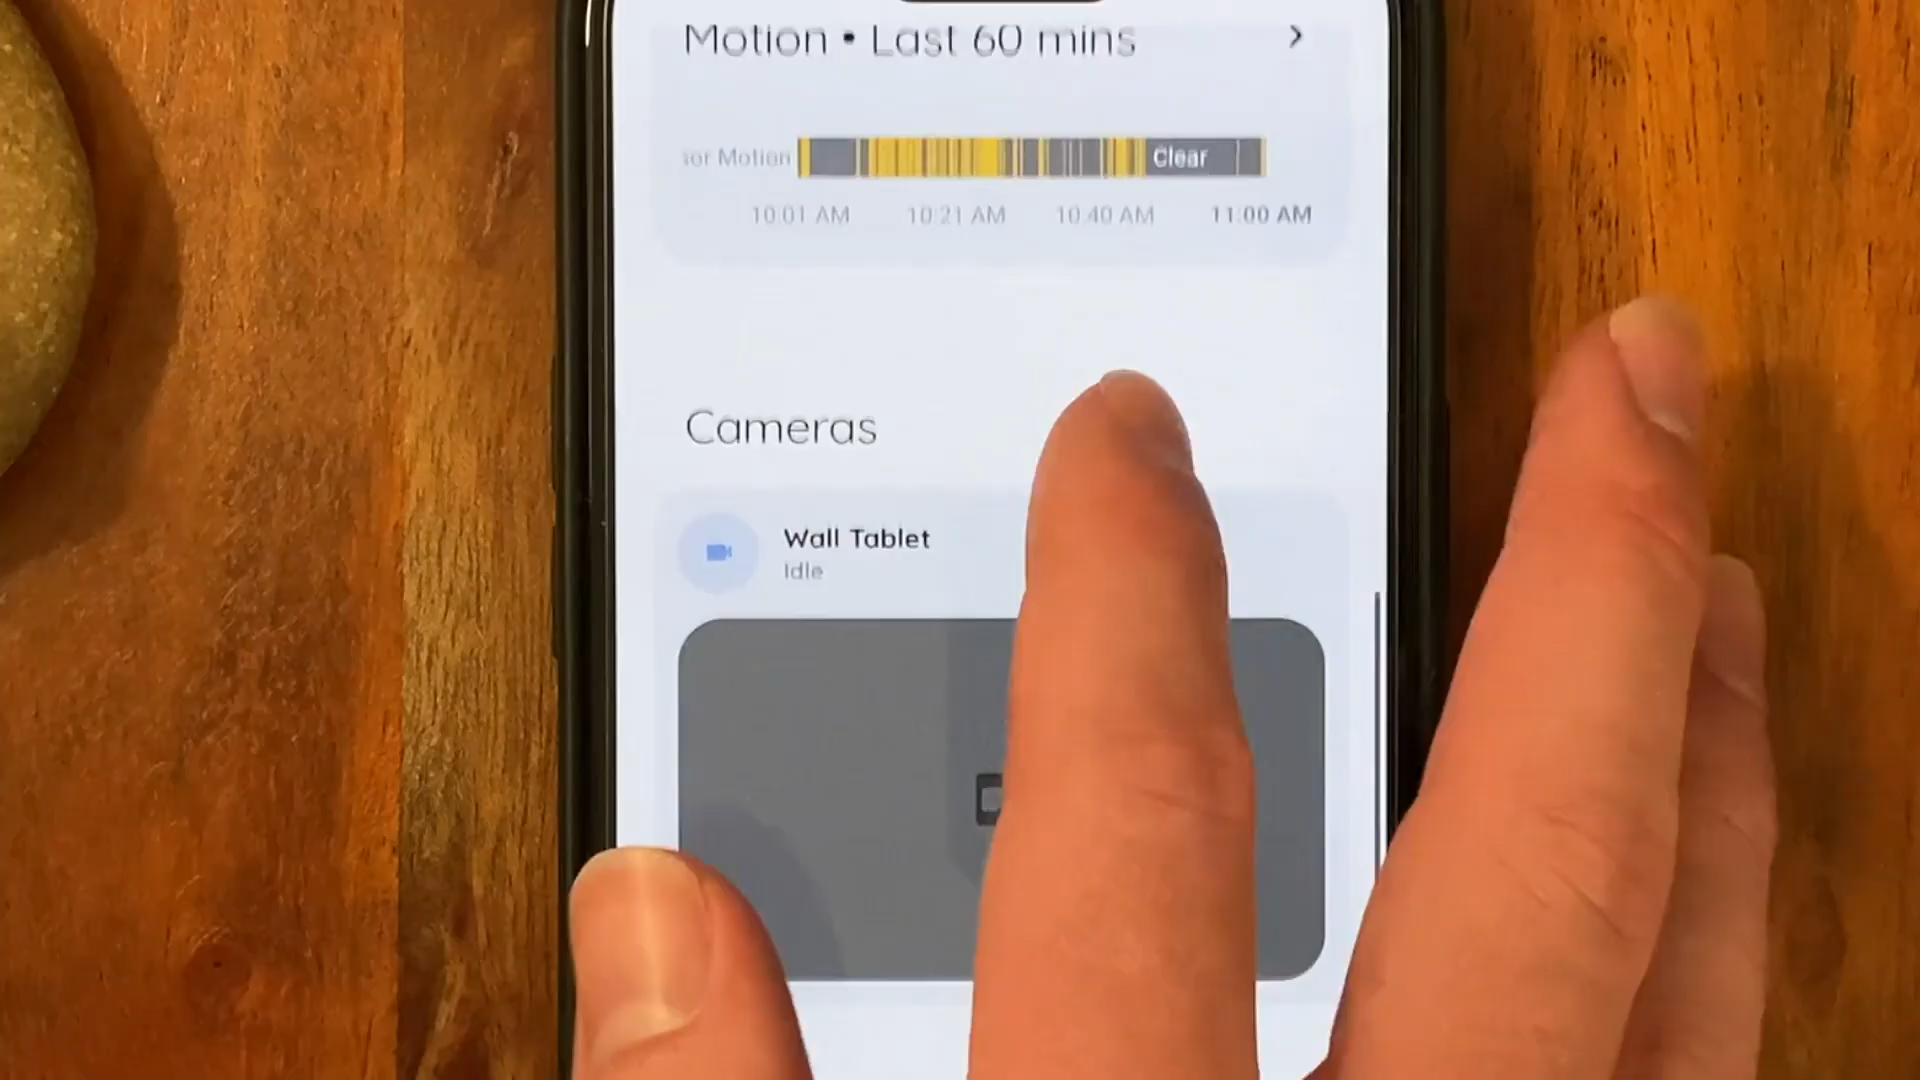 Motion • Last 60 mins
Motion
Clear
10:01 AM 10:21 AM 10:40 AM 11:00 AM
Cameras
Wall Tablet
Idle